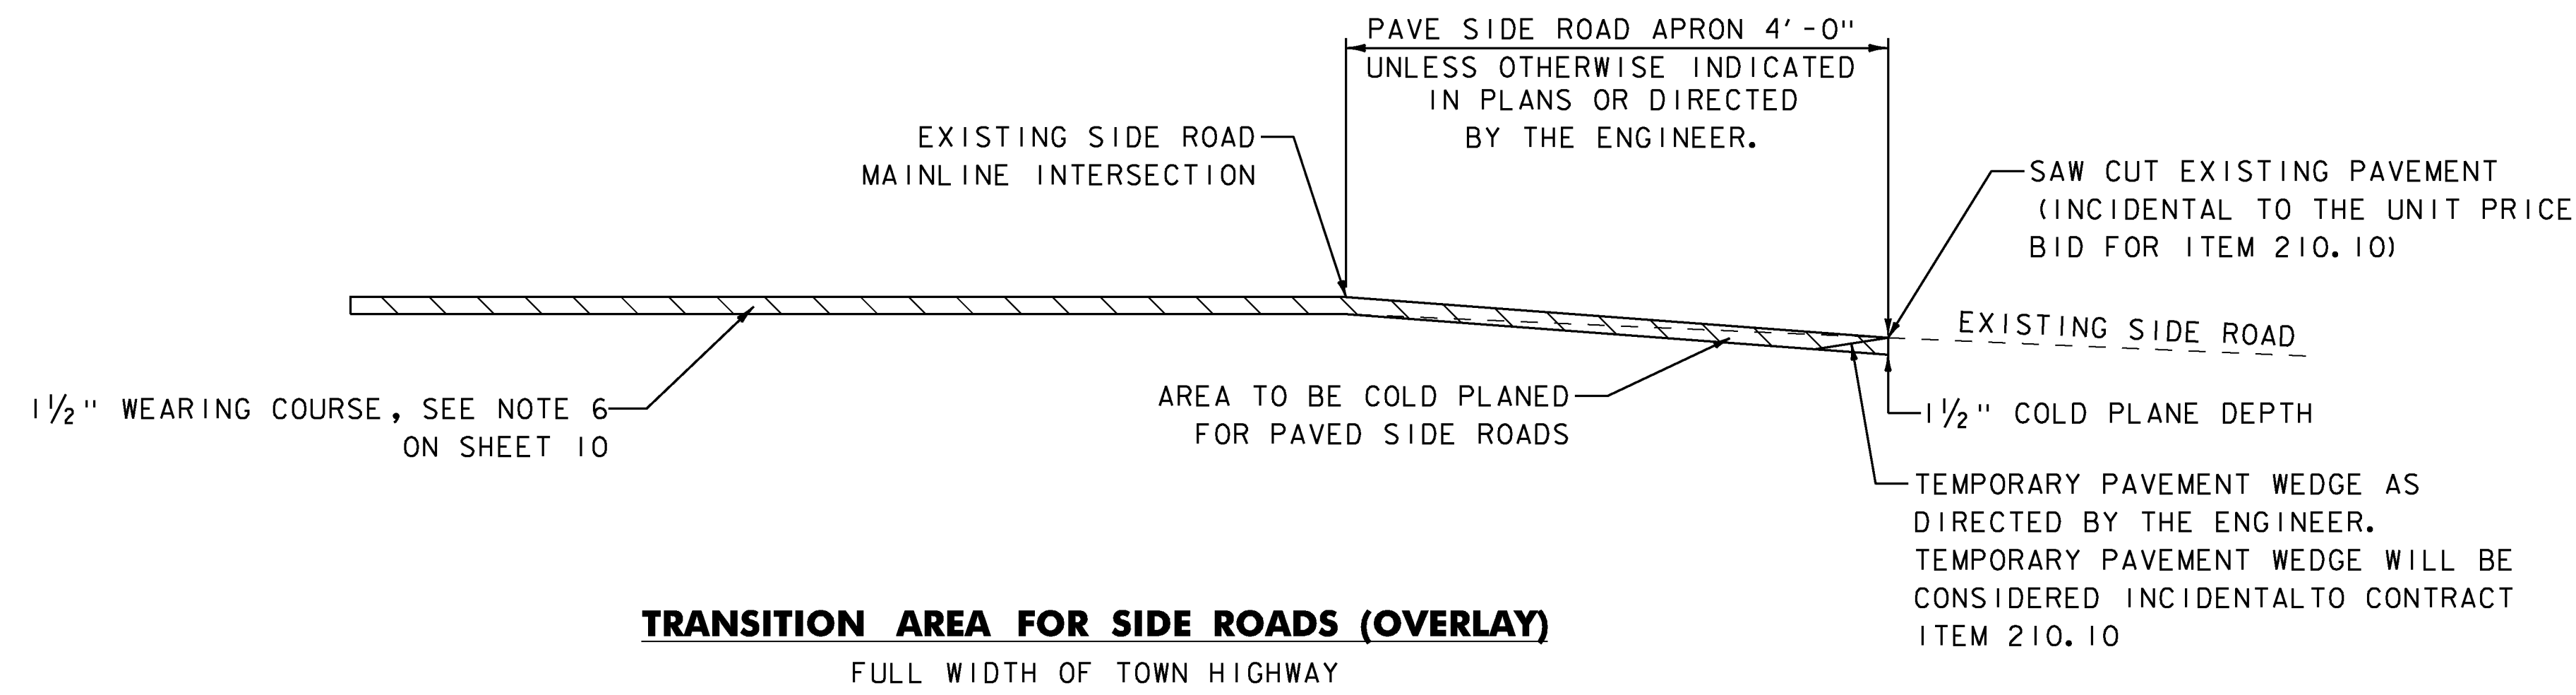 PAVE SIDE ROAD APRON 4'-0"
UNLESS OTHERWISE INDICATED
IN PLANS OR DIRECTED
BY THE ENGINEER.
EXISTING SIDE ROAD
MAINLINE INTERSECTION
SAW CUT EXISTING PAVEMENT
(INCIDENTAL TO THE UNIT PRICE
BID FOR ITEM 210.10)
EXISTING SIDE ROAD
1½" WEARING COURSE, SEE NOTE 6
ON SHEET 10
AREA TO BE COLD PLANED
FOR PAVED SIDE ROADS
1½" COLD PLANE DEPTH
TEMPORARY PAVEMENT WEDGE AS
DIRECTED BY THE ENGINEER.
TEMPORARY PAVEMENT WEDGE WILL BE
CONSIDERED INCIDENTAL TO CONTRACT
ITEM 210.10
TRANSITION AREA FOR SIDE ROADS (OVERLAY)
FULL WIDTH OF TOWN HIGHWAY